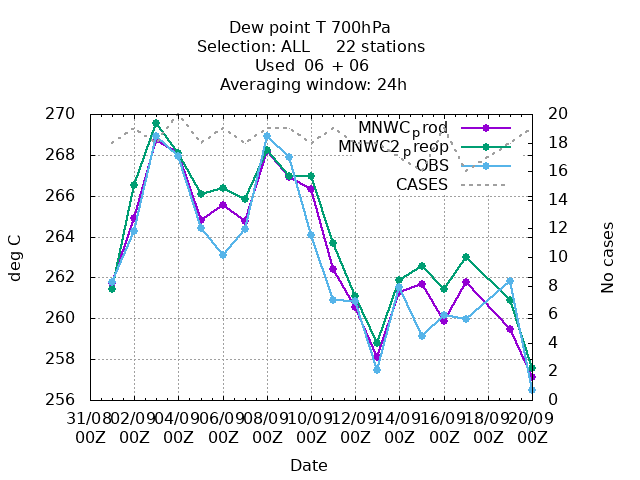 Dew point T 700hPa
Selection: ALL 22 stations
Used 06 + 06
Averaging window: 24h
270 20
268 18
266 16
264 14
262 12
260 10
258 8
256 6
4
2
0
deg C
No cases
MNWC_prod
MNWC2_preop
OBS
CASES
31/08 02/09 04/09 06/09 08/09 10/09 12/09 14/09 16/09 18/09 20/09
00Z 00Z 00Z 00Z 00Z 00Z 00Z 00Z 00Z 00Z 00Z
Date